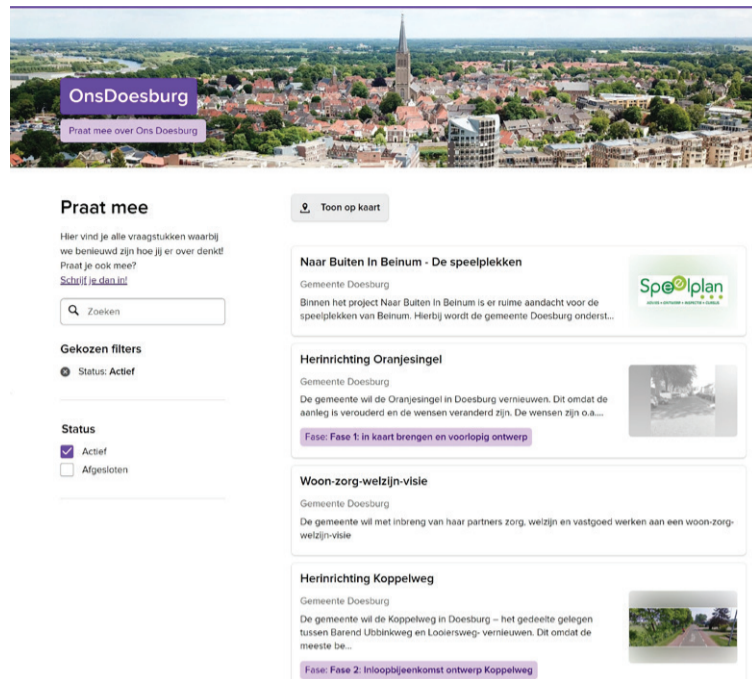 OnsDoesburg
Praat mee over Ons Doesburg
Praat mee
Hier vind je alle vraagstukken waarbij
we benieuwd zijn hoe jij er over denkt!
Praat je ook mee?
Schrijf je dan in!
Zoeken
Gekozen filters
Status: Actief
Status
Actief
Afgesloten
Toon op kaart
Naar Buiten In Beinum - De speelplekken
Gemeente Doesburg
Binnen het project Naar Buiten In Beinum is er ruime aandacht voor de
speelplekken van Beinum. Hierbij wordt de gemeente Doesburg onderst...
Speelplan
Herinrichting Oranjesingel
Gemeente Doesburg
De gemeente wil de Oranjesingel in Doesburg vernieuwen. Dit omdat de
aanleg is verouderd en de wensen veranderd zijn. De wensen zijn o.a....
Fase: Fase 1: in kaart brengen en voorlopig ontwerp
Woon-zorg-welzijn-visie
Gemeente Doesburg
De gemeente wil met inbreng van haar partners zorg, welzijn en vastgoed werken aan een woon-zorg-
welzijn-visie
Herinrichting Koppelweg
Gemeente Doesburg
De gemeente wil de Koppelweg in Doesburg – het gedeelte gelegen
tussen Barend Ubbinkweg en Looiersweg- vernieuwen. Dit omdat de
meeste be...
Fase: Fase 2: Inloopbijeenkomst ontwerp Koppelweg